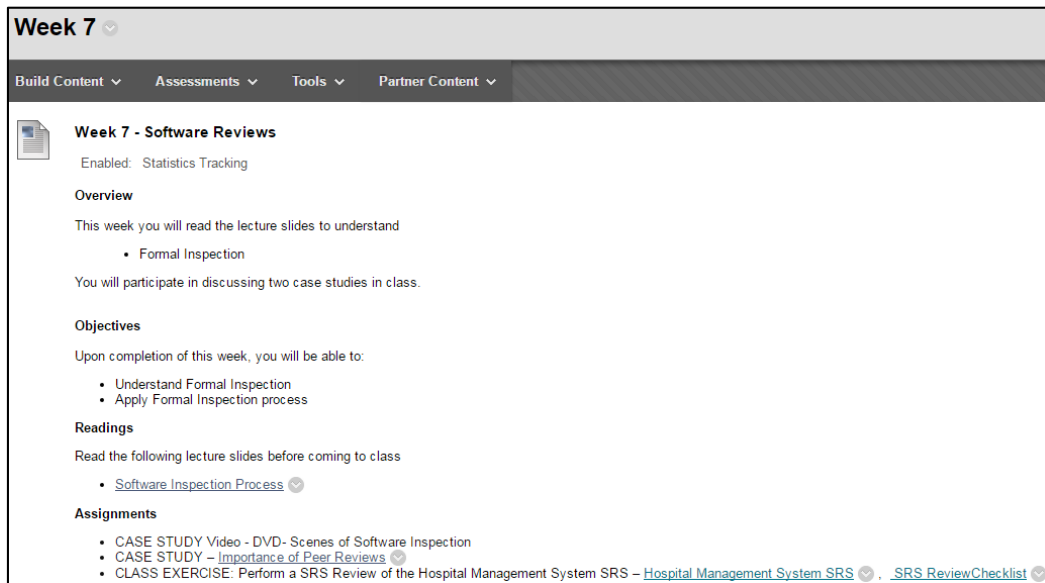 Week 7
Build Content Assessments Tools Partner Content
Week 7 - Software Reviews
Enabled: Statistics Tracking
Overview
This week you will read the lecture slides to understand
• Formal Inspection
You will participate in discussing two case studies in class.
Objectives
Upon completion of this week, you will be able to:
• Understand Formal Inspection
• Apply Formal Inspection process
Readings
Read the following lecture slides before coming to class
• Software Inspection Process
Assignments
• CASE STUDY Video - DVD- Scenes of Software Inspection
• CASE STUDY – Importance of Peer Reviews
• CLASS EXERCISE: Perform a SRS Review of the Hospital Management System SRS – Hospital Management System SRS , SRS ReviewChecklist